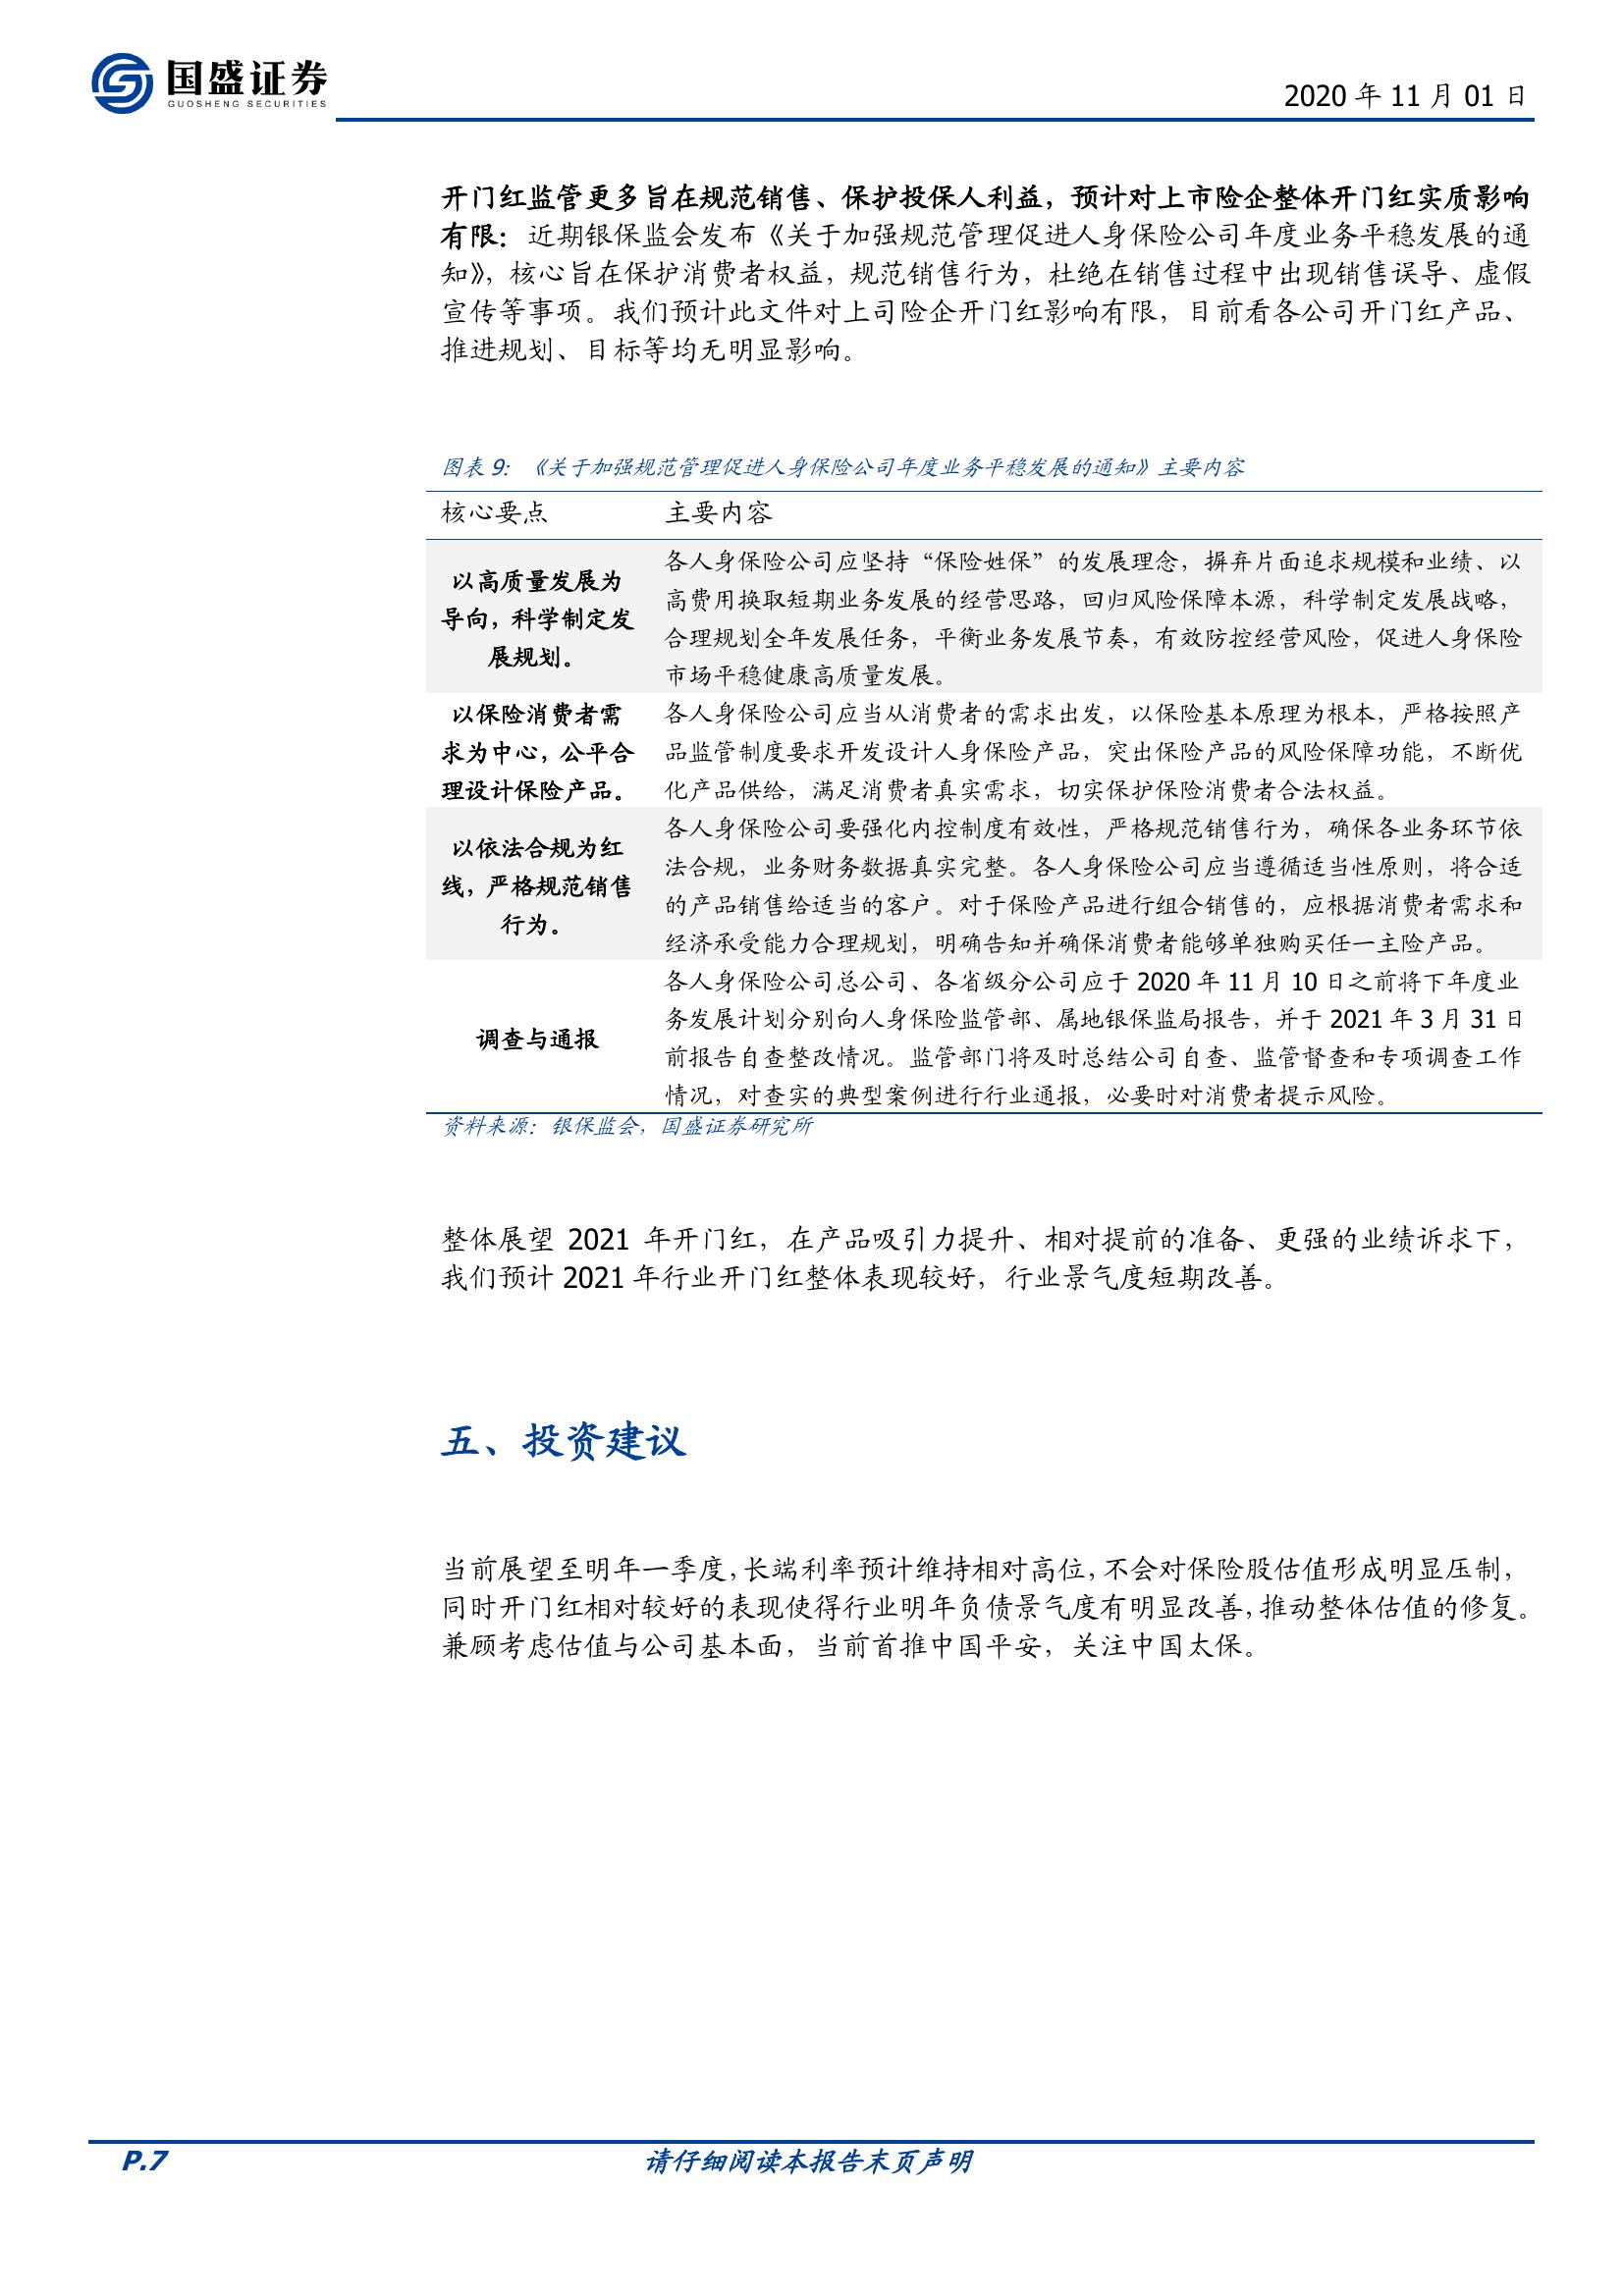 国盛证券
GUOSHENG SECURITIES
2020 年 11 月 01 日
开门红监管更多旨在规范销售、保护投保人利益，预计对上市险企整体开门红实质影响
有限：近期银保监会发布《关于加强规范管理促进人身保险公司年度业务平稳发展的通
知》，核心旨在保护消费者权益，规范销售行为，杜绝在销售过程中出现销售误导、虚假
宣传等事项。我们预计此文件对上司险企开门红影响有限，目前看各公司开门红产品、
推进规划、目标等均无明显影响。
图表 9：《关于加强规范管理促进人身保险公司年度业务平稳发展的通知》主要内容
核心要点 主要内容
以高质量发展为
导向，科学制定发
展规划。
各人身保险公司应坚持“保险姓保”的发展理念，摒弃片面追求规模和业绩、以
高费用换取短期业务发展的经营思路，回归风险保障本源，科学制定发展战略，
合理规划全年发展任务，平衡业务发展节奏，有效防控经营风险，促进人身保险
市场平稳健康高质量发展。
以保险消费者需
求为中心，公平合
理设计保险产品。
各人身保险公司应当从消费者的需求出发，以保险基本原理为根本，严格按照产
品监管制度要求开发设计人身保险产品，突出保险产品的风险保障功能，不断优
化产品供给，满足消费者真实需求，切实保护保险消费者合法权益。
以依法合规为红
线，严格规范销售
行为。
各人身保险公司要强化内控制度有效性，严格规范销售行为，确保各业务环节依
法合规，业务财务数据真实完整。各人身保险公司应当遵循适当性原则，将合适
的产品销售给适当的客户。对于保险产品进行组合销售的，应根据消费者需求和
经济承受能力合理规划，明确告知并确保消费者能够单独购买任一主险产品。
调查与通报
各人身保险公司总公司、各省级分公司应于 2020 年 11 月 10 日之前将下年度业
务发展计划分别向人身保险监管部、属地银保监局报告，并于 2021 年 3 月 31 日
前报告自查整改情况。监管部门将及时总结公司自查、监管督查和专项调查工作
情况，对查实的典型案例进行行业通报，必要时对消费者提示风险。
资料来源：银保监会，国盛证券研究所
整体展望 2021 年开门红，在产品吸引力提升、相对提前的准备、更强的业绩诉求下，
我们预计 2021 年行业开门红整体表现较好，行业景气度短期改善。
五、投资建议
当前展望至明年一季度，长端利率预计维持相对高位，不会对保险股估值形成明显压制，
同时开门红相对较好的表现使得行业明年负债景气度有明显改善，推动整体估值的修复。
兼顾考虑估值与公司基本面，当前首推中国平安，关注中国太保。
P.7 请仔细阅读本报告末页声明